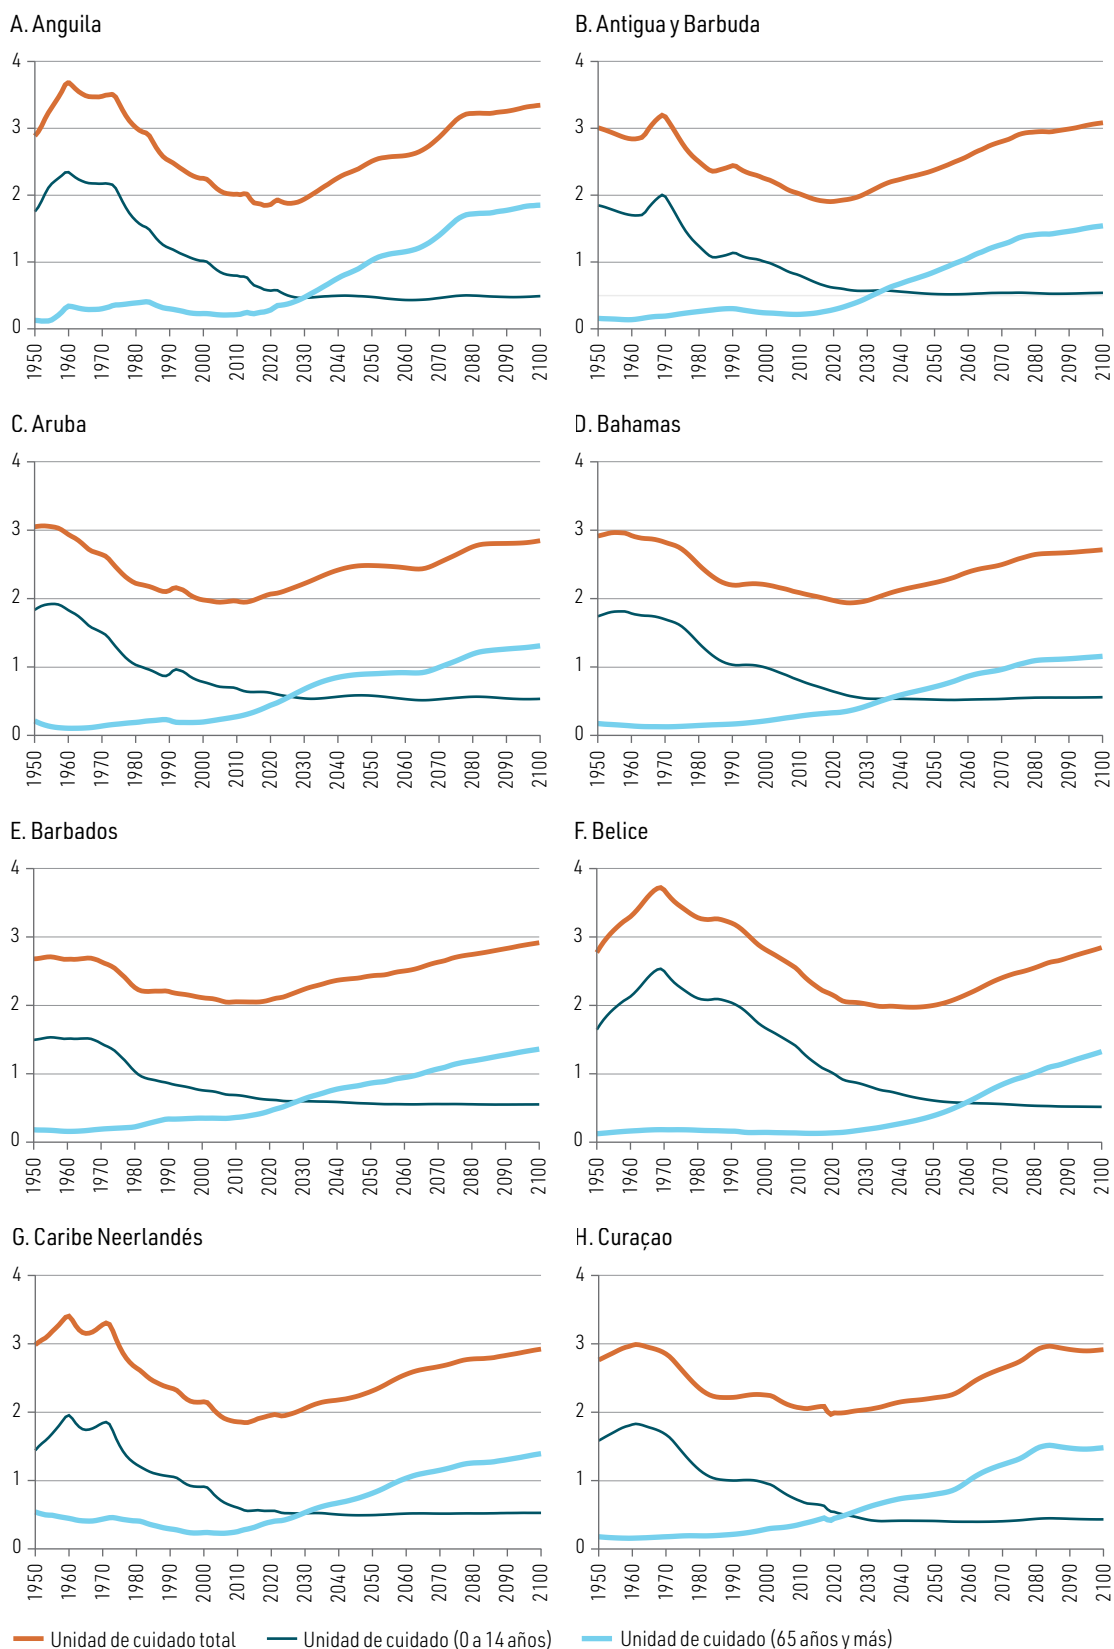 A. Anguila
4
3
2
1
0
1950 1960 1970 1980 1990 2000 2010 2020 2030 2040 2050 2060 2070 2080 2090 2100
B. Antigua y Barbuda
4
3
2
1
0
1950 1960 1970 1980 1990 2000 2010 2020 2030 2040 2050 2060 2070 2080 2090 2100
C. Aruba
4
3
2
1
0
1950 1960 1970 1980 1990 2000 2010 2020 2030 2040 2050 2060 2070 2080 2090 2100
D. Bahamas
4
3
2
1
0
1950 1960 1970 1980 1990 2000 2010 2020 2030 2040 2050 2060 2070 2080 2090 2100
E. Barbados
4
3
2
1
0
1950 1960 1970 1980 1990 2000 2010 2020 2030 2040 2050 2060 2070 2080 2090 2100
F. Belice
4
3
2
1
0
1950 1960 1970 1980 1990 2000 2010 2020 2030 2040 2050 2060 2070 2080 2090 2100
G. Caribe Neerlandés
4
3
2
1
0
1950 1960 1970 1980 1990 2000 2010 2020 2030 2040 2050 2060 2070 2080 2090 2100
H. Curaçao
4
3
2
1
0
1950 1960 1970 1980 1990 2000 2010 2020 2030 2040 2050 2060 2070 2080 2090 2100
Unidad de cuidado total Unidad de cuidado (0 a 14 años) Unidad de cuidado (65 años y más)